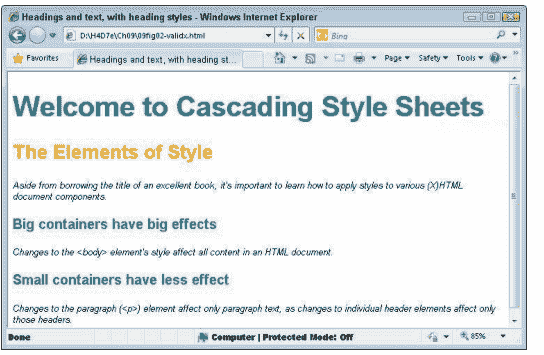 Headings and text, with heading styles - Windows Internet Explorer
D:\H4D7e\Ch09\09fig02-validx.html
Bing
Favorites
Headings and text, with heading st...
Page
Safety
Tools
Welcome to Cascading Style Sheets
The Elements of Style
Aside from borrowing the title of an excellent book, it's important to learn how to apply styles to various (X)HTML
document components.
Big containers have big effects
Changes to the <body> element's style affect all content in an HTML document.
Small containers have less effect
Changes to the paragraph (<p>) element affect only paragraph text, as changes to individual header elements affect only
those headers.
Done
Computer | Protected Mode: Off
85%